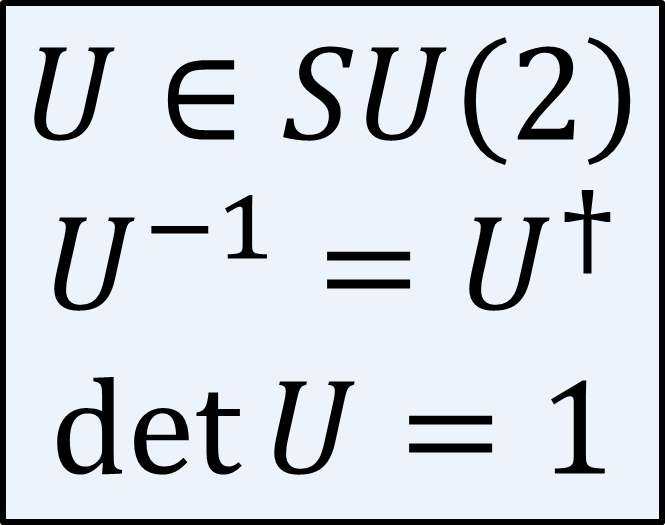 U ∈ SU(2)
U⁻¹ = U†
det U = 1